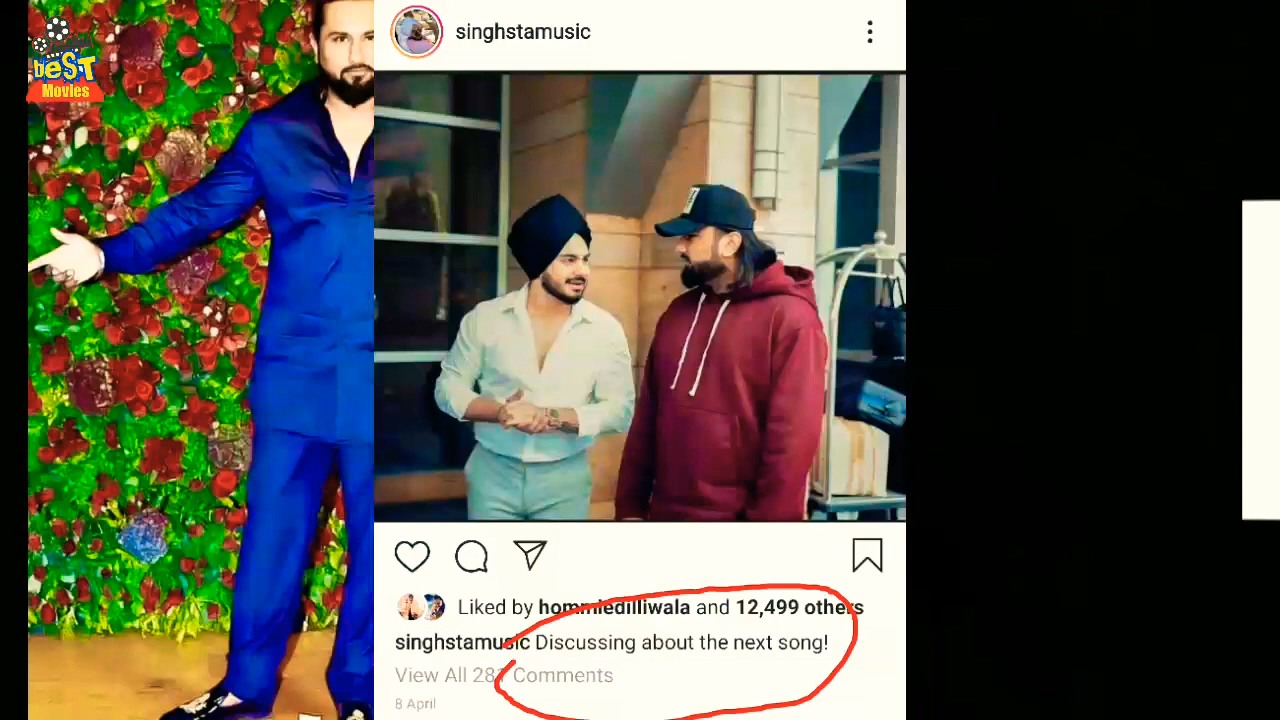 beST
Movies
singhstamusic
Liked by hommiedilliwala and 12,499 others
singhstamusic Discussing about the next song!
View All 281 Comments
8 April